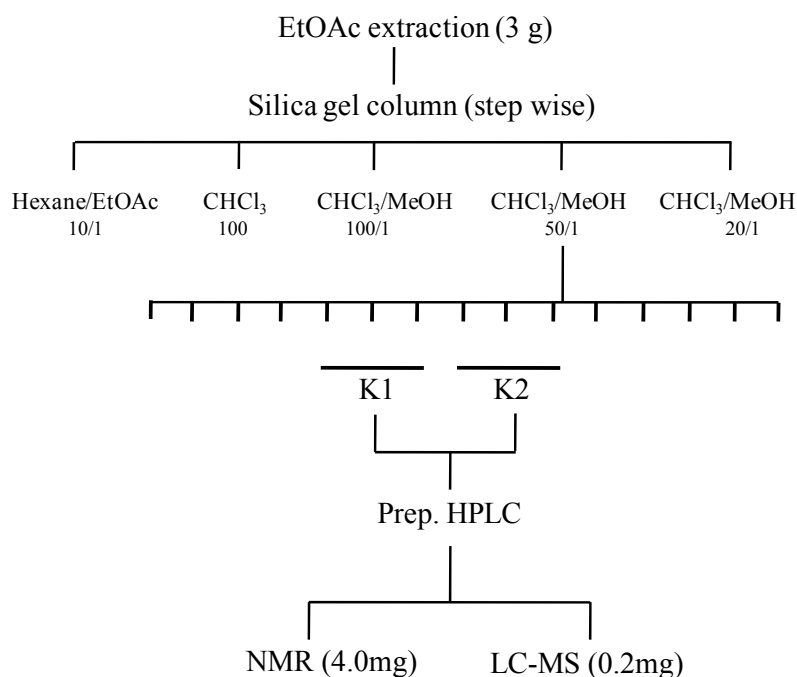 EtOAc extraction (3 g)
Silica gel column (step wise)
Hexane/EtOAc CHCl₃ CHCl₃/MeOH CHCl₃/MeOH CHCl₃/MeOH
10/1 100 100/1 50/1 20/1
K1 K2
Prep. HPLC
NMR (4.0mg) LC-MS (0.2mg)